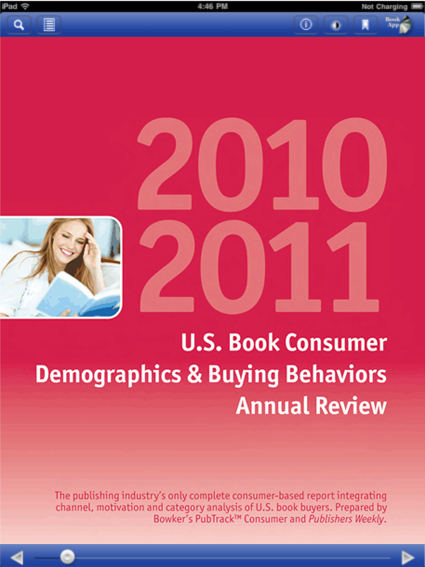 iPad 4:46 PM Not Charging
Book
App
2010
2011
U.S. Book Consumer
Demographics & Buying Behaviors
Annual Review
The publishing industry's only complete consumer-based report integrating
channel, motivation and category analysis of U.S. book buyers. Prepared by
Bowker's PubTrack™ Consumer and Publishers Weekly.